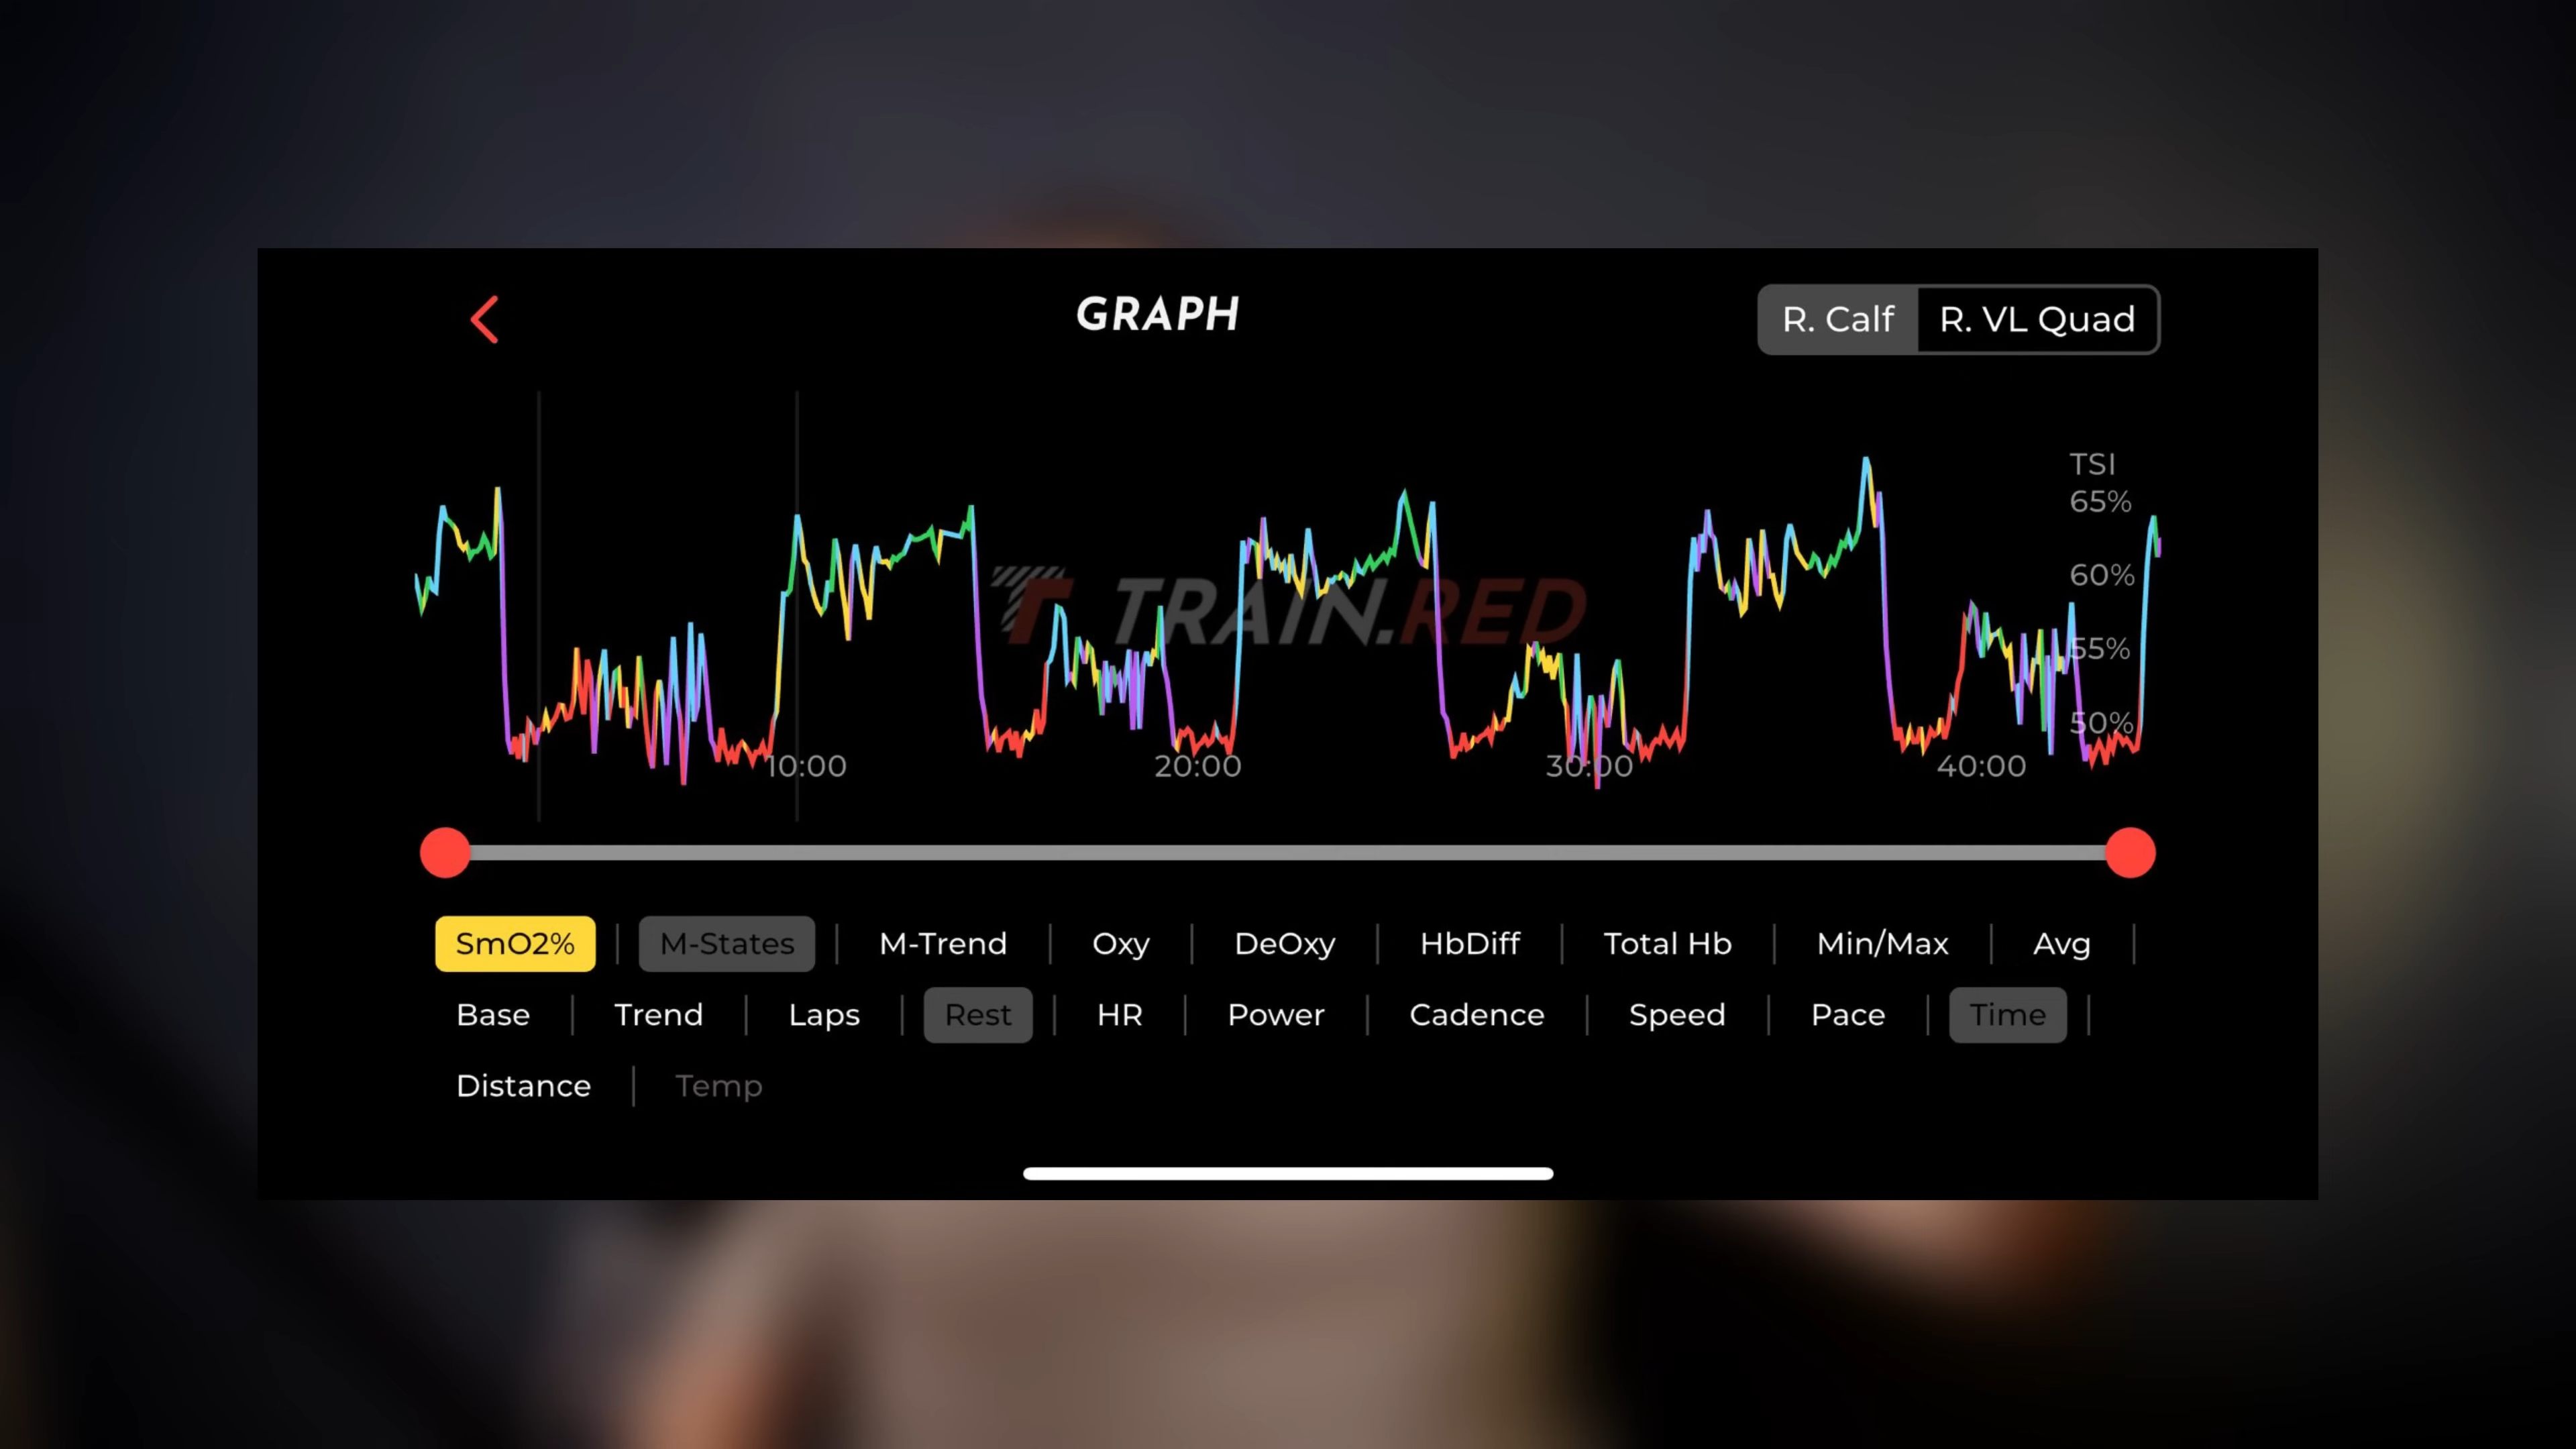 GRAPH
R. Calf R. VL Quad
TSI
65%
TRAIN.RED
60%
55%
50%
10:00 20:00 30:00 40:00
SmO2% M-States M-Trend Oxy DeOxy HbDiff Total Hb Min/Max Avg
Base Trend Laps Rest HR Power Cadence Speed Pace Time
Distance Temp